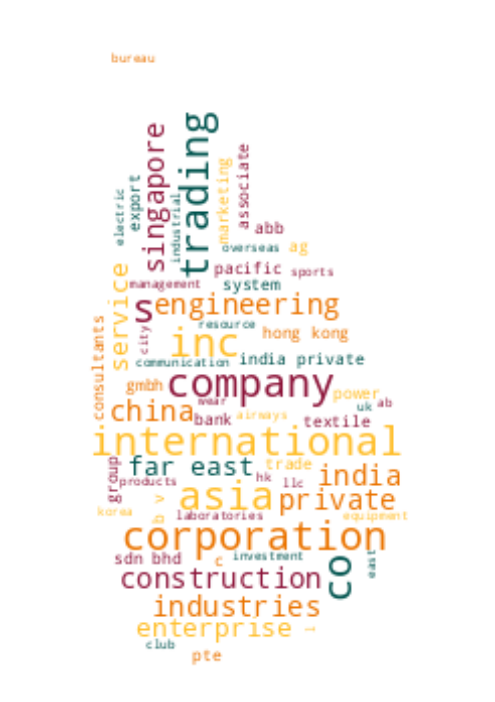 bureau
singapore
trading
marketing
associate
export
electric
industrial
abb
overseas
ag
service
pacific
sports
management
system
s
engineering
resource
city
inc
hong kong
consultants
communication
india private
gmbh
company
power
wear
uk
ab
china
bank
airways
textile
international
group
far east
trade
india
products
hk
llc
asia
private
korea
b v
laboratories
equipment
corporation
sdn bhd
c
investment
east
co
construction
industries
enterprise
club
pte